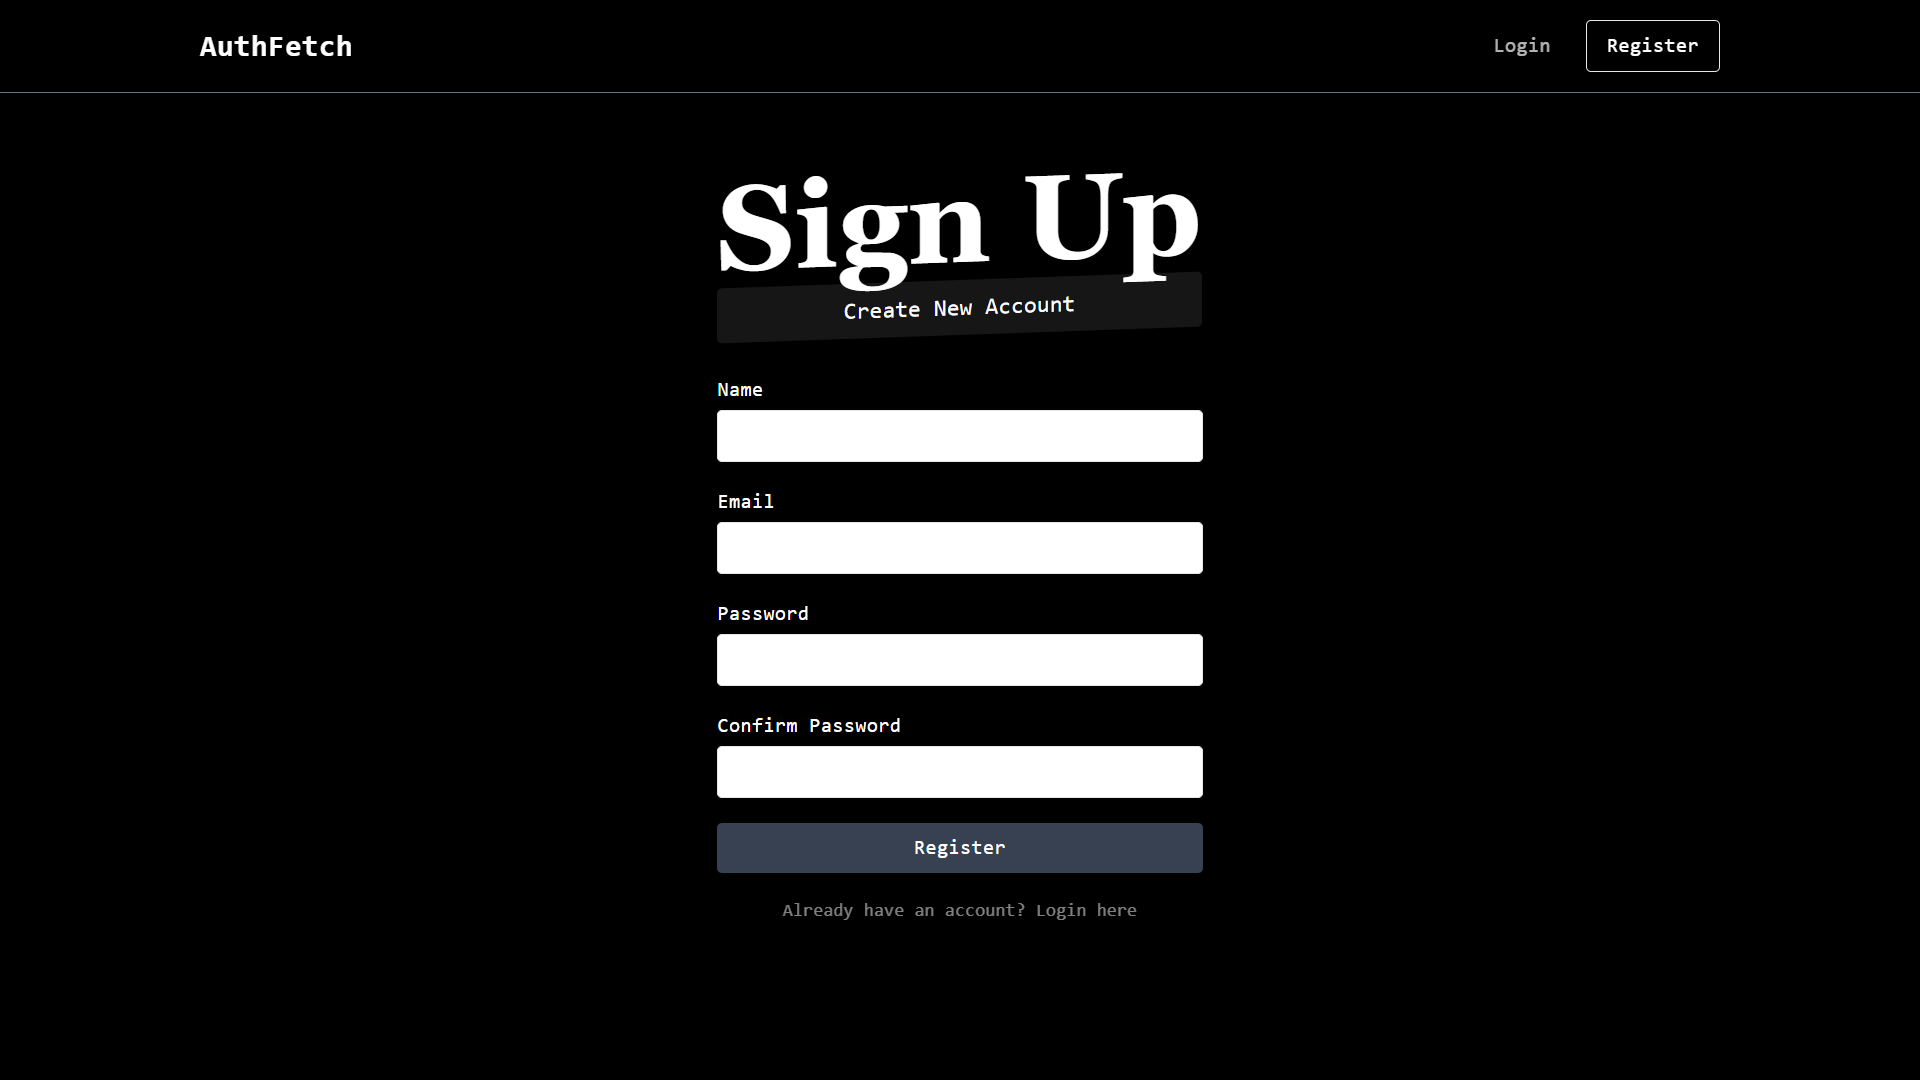 AuthFetch
Login
Register
Sign Up
Create New Account
Name
Email
Password
Confirm Password
Register
Already have an account? Login here